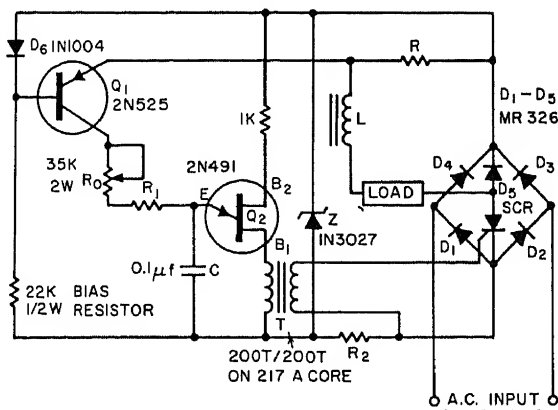 D6 1N1004
Q1
2N525
R
D1–D5
MR 326
1K
L
35K
2W
R0
R1
2N491
B2
E
Q2
B1
Z
IN3027
LOAD
D4
D3
D5
SCR
D1
D2
0.1μf
C
22K BIAS
1/2W RESISTOR
T
R2
200T/200T
ON 217 A CORE
A.C. INPUT